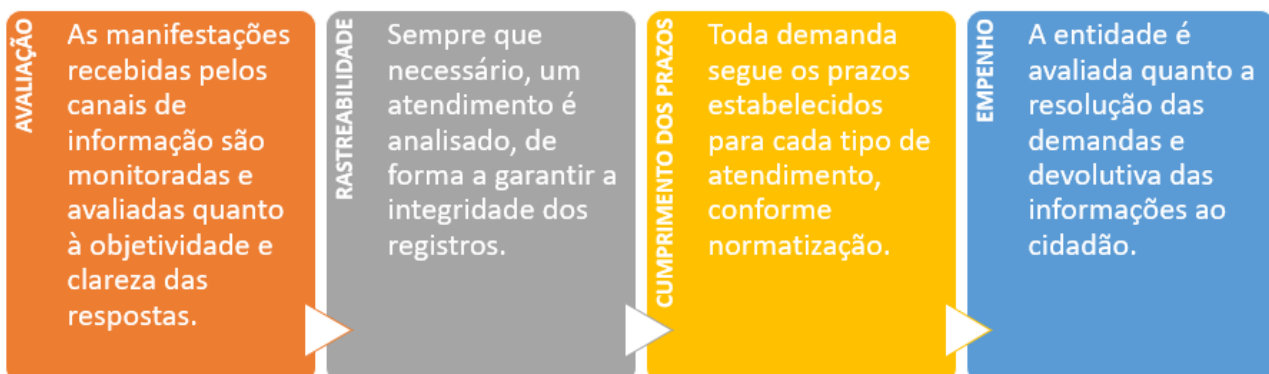 AVALIAÇÃO
As manifestações
recebidas pelos
canais de
informação são
monitoradas e
avaliadas quanto
à objetividade e
clareza das
respostas.
RASTREABILIDADE
Sempre que
necessário, um
atendimento é
analisado, de
forma a garantir a
integridade dos
registros.
CUMPRIMENTO DOS PRAZOS
Toda demanda
segue os prazos
estabelecidos
para cada tipo de
atendimento,
conforme
normatização.
EMPENHO
A entidade é
avaliada quanto a
resolução das
demandas e
devolutiva das
informações ao
cidadão.